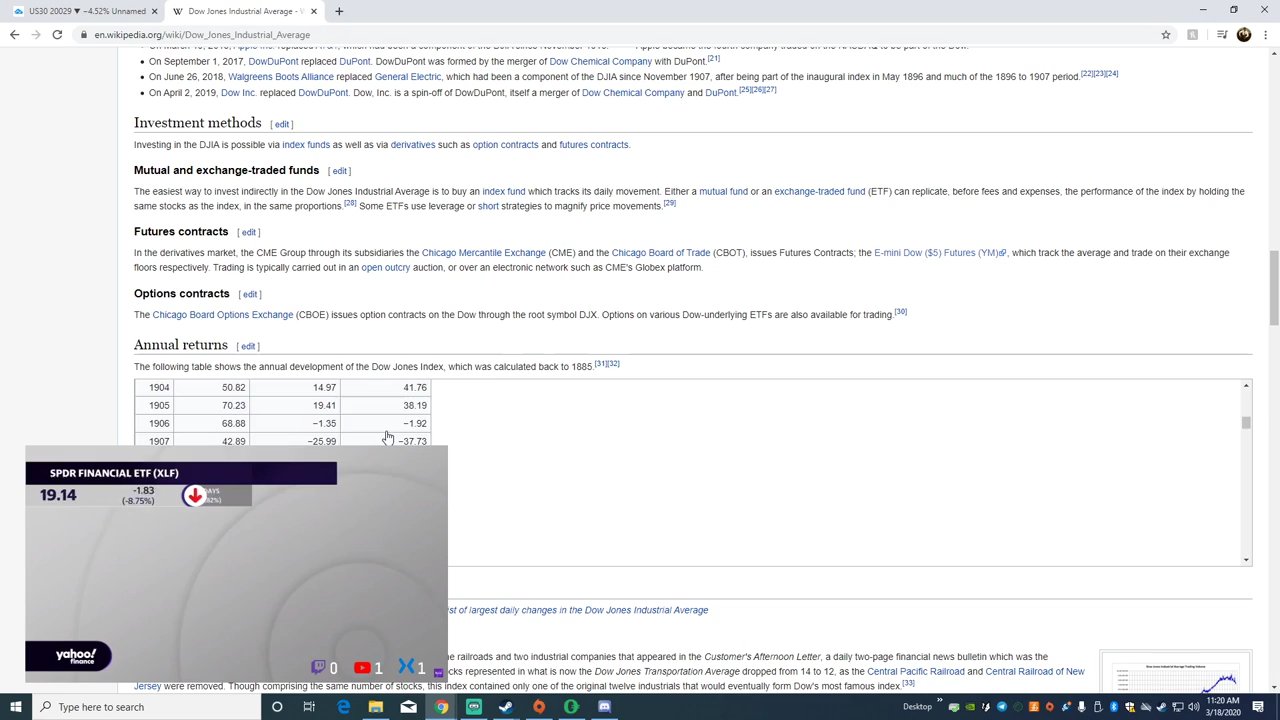 US30 20029 ▼ −4.52% Unnamed
Dow Jones Industrial Average -
en.wikipedia.org/wiki/Dow_Jones_Industrial_Average
• On September 1, 2017, DowDuPont replaced DuPont. DowDuPont was formed by the merger of Dow Chemical Company with DuPont.[21]
• On June 26, 2018, Walgreens Boots Alliance replaced General Electric, which had been a component of the DJIA since November 1907, after being part of the inaugural index in May 1896 and much of the 1896 to 1907 period.[22][23][24]
• On April 2, 2019, Dow Inc. replaced DowDuPont. Dow, Inc. is a spin-off of DowDuPont, itself a merger of Dow Chemical Company and DuPont.[25][26][27]
Investment methods [ edit ]
Investing in the DJIA is possible via index funds as well as via derivatives such as option contracts and futures contracts.
Mutual and exchange-traded funds [ edit ]
The easiest way to invest indirectly in the Dow Jones Industrial Average is to buy an index fund which tracks its daily movement. Either a mutual fund or an exchange-traded fund (ETF) can replicate, before fees and expenses, the performance of the index by holding the
same stocks as the index, in the same proportions.[28] Some ETFs use leverage or short strategies to magnify price movements.[29]
Futures contracts [ edit ]
In the derivatives market, the CME Group through its subsidiaries the Chicago Mercantile Exchange (CME) and the Chicago Board of Trade (CBOT), issues Futures Contracts; the E-mini Dow ($5) Futures (YM), which track the average and trade on their exchange
floors respectively. Trading is typically carried out in an open outcry auction, or over an electronic network such as CME's Globex platform.
Options contracts [ edit ]
The Chicago Board Options Exchange (CBOE) issues option contracts on the Dow through the root symbol DJX. Options on various Dow-underlying ETFs are also available for trading.[30]
Annual returns [ edit ]
The following table shows the annual development of the Dow Jones Index, which was calculated back to 1885.[31][32]
1904 50.82 14.97 41.76
1905 70.23 19.41 38.19
1906 68.88 −1.35 −1.92
1907 42.89 −25.99 −37.73
SPDR FINANCIAL ETF (XLF)
19.14 -1.83 DAYS
(-8.75%)
ist of largest daily changes in the Dow Jones Industrial Average
yahoo!
finance
0 1 1
he railroads and two industrial companies that appeared in the Customer's Afternoon Letter, a daily two-page financial news bulletin which was the
ocks represented in what is now the Dow Jones Transportation Average dropped from 14 to 12, as the Central Pacific Railroad and Central Railroad of New
Jersey were removed. Though comprising the same number of stocks, this index contained only one of the original twelve industrials that would eventually form Dow's most famous index.[33]
Dow Jones Industrial Average Trading Volume
Type here to search
Desktop
11:20 AM
3/18/2020